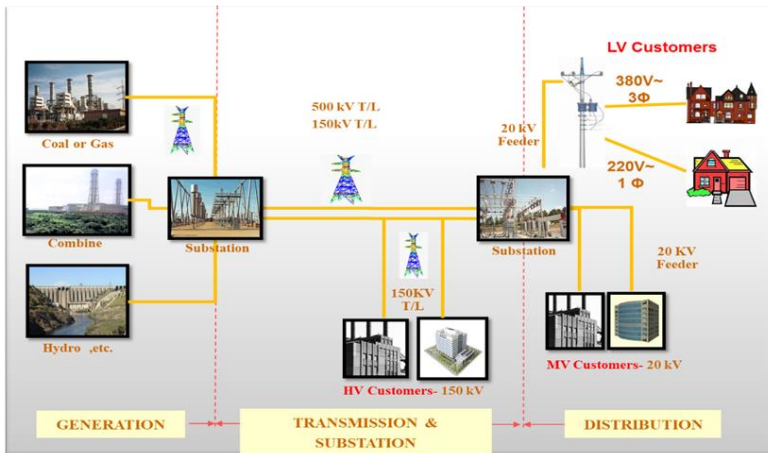 LV Customers
380V~
3Φ
500 kV T/L
150kV T/L
20 kV
Feeder
Coal or Gas
220V~
1 Φ
Combine
Substation
Substation
20 KV
Feeder
150KV
T/L
Hydro ,etc.
HV Customers- 150 kV
MV Customers- 20 kV
GENERATION
TRANSMISSION &
SUBSTATION
DISTRIBUTION